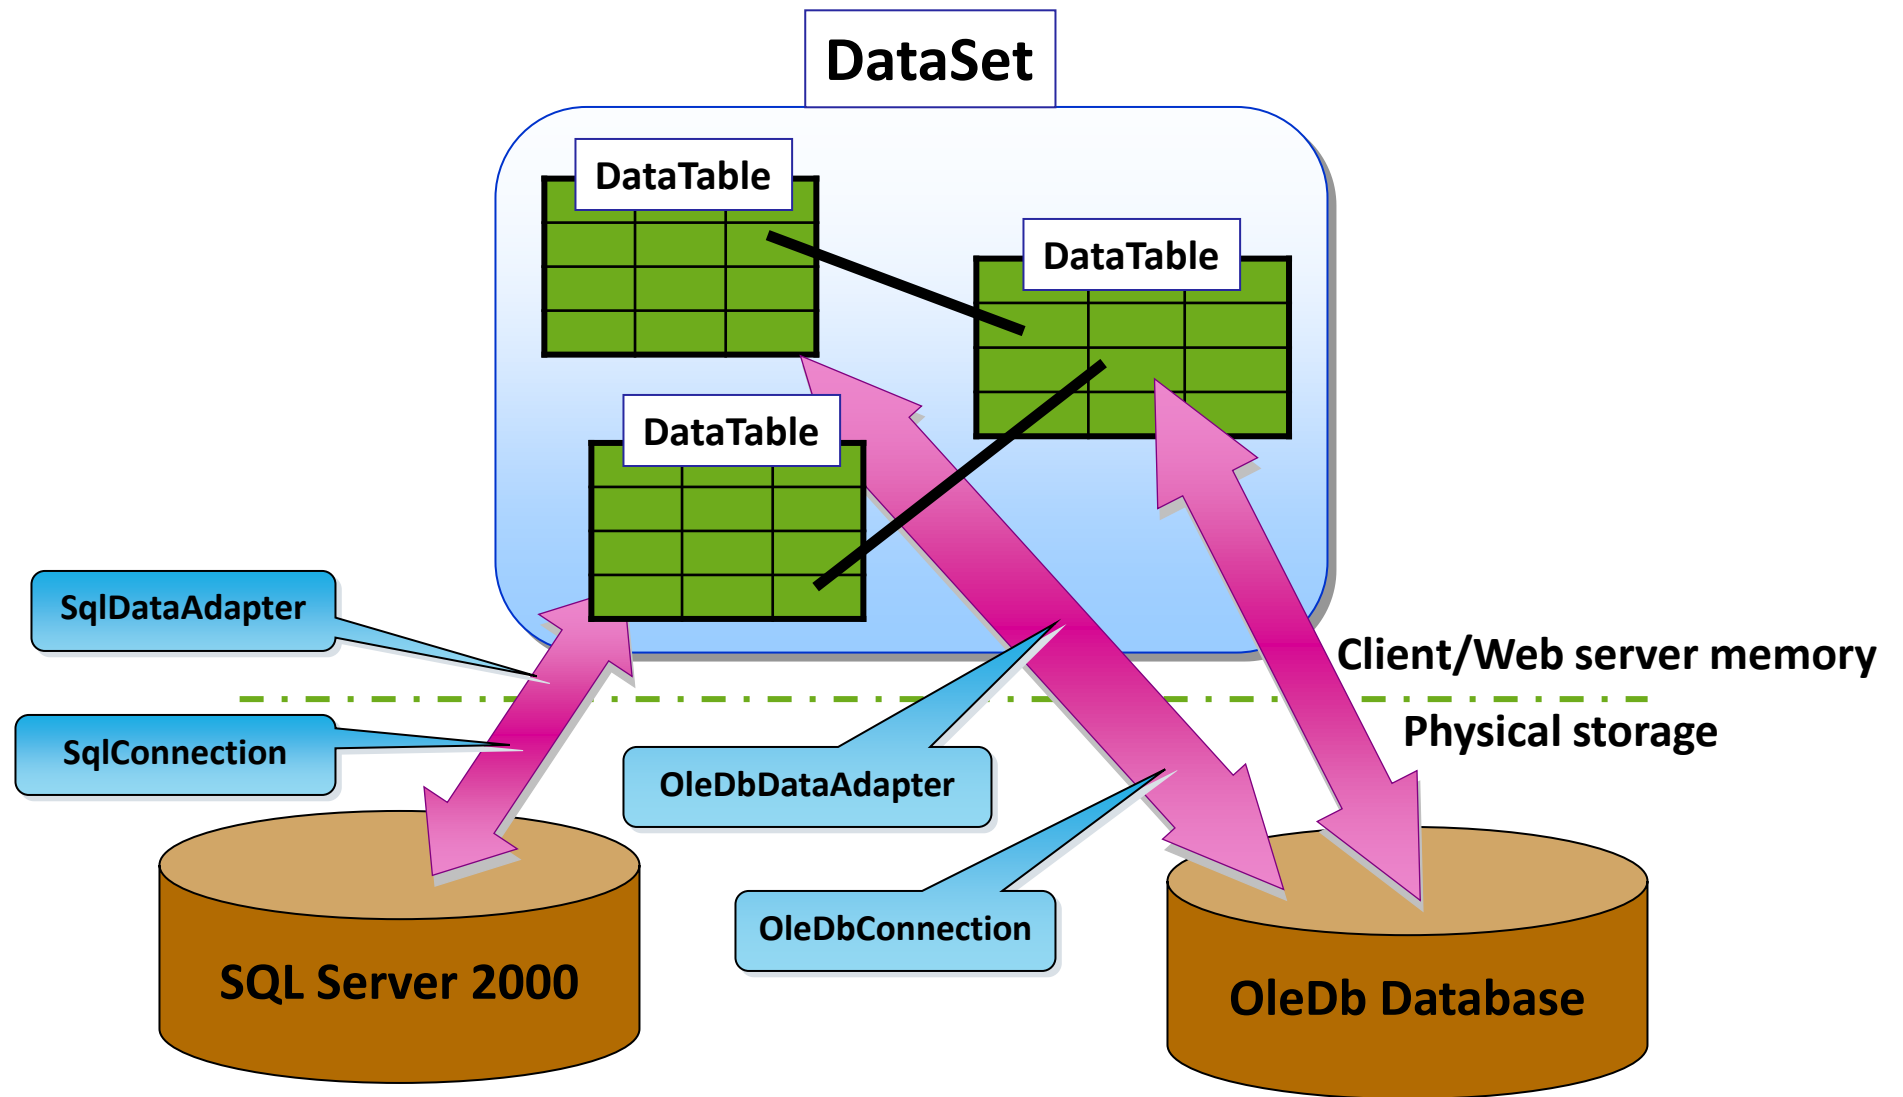 DataSet
DataTable
DataTable
DataTable
SqlDataAdapter
Client/Web server memory
SqlConnection
Physical storage
OleDbDataAdapter
OleDbConnection
SQL Server 2000
OleDb Database